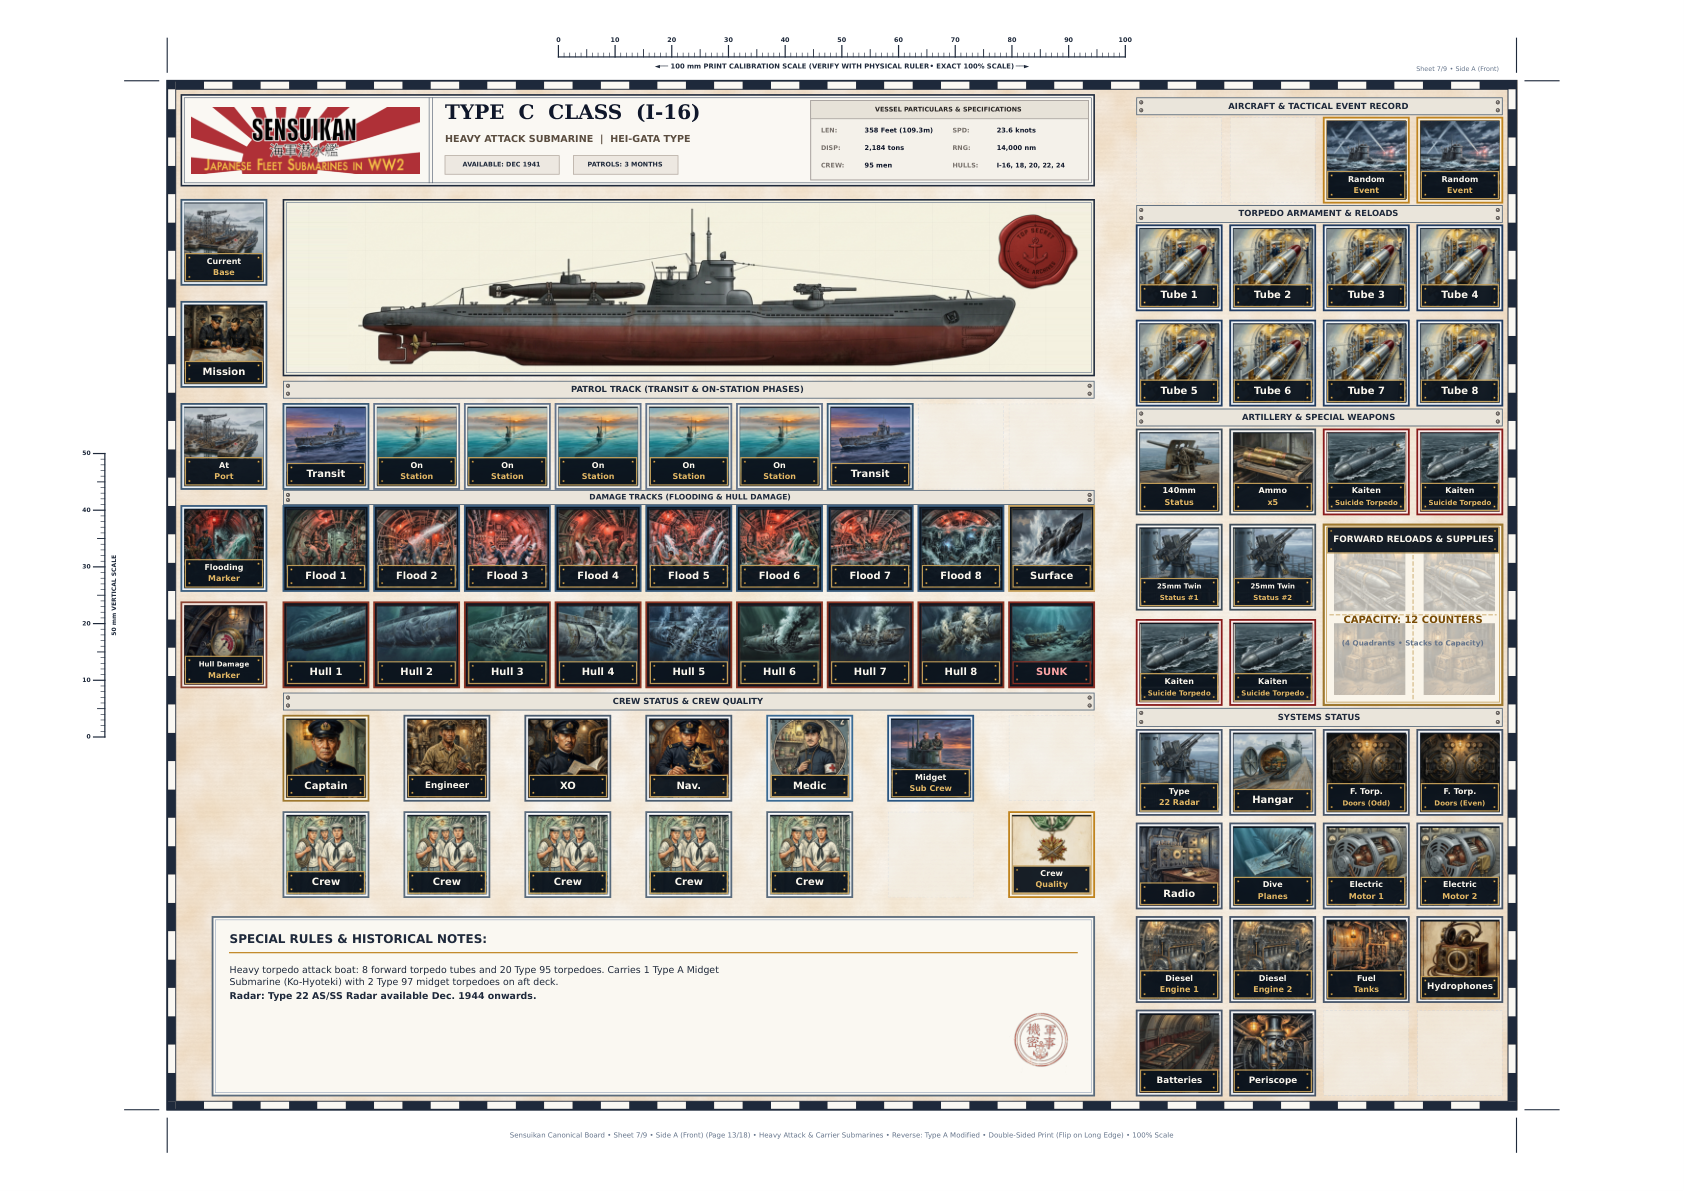 0 10 20 30 40 50 60 70 80 90 100
100 mm PRINT CALIBRATION SCALE (VERIFY WITH PHYSICAL RULER• EXACT 100% SCALE)
Sheet 7/9 • Side A (Front)
SENSUIKAN
海軍潜水艦
JAPANESE FLEET SUBMARINES IN WW2
TYPE C CLASS (I-16)
HEAVY ATTACK SUBMARINE | HEI-GATA TYPE
AVAILABLE: DEC 1941
PATROLS: 3 MONTHS
VESSEL PARTICULARS & SPECIFICATIONS
LEN: 358 Feet (109.3m) SPD: 23.6 knots
DISP: 2,184 tons RNG: 14,000 nm
CREW: 95 men HULLS: I-16, 18, 20, 22, 24
Current
Base
Mission
TOP SECRET
NAVAL ARCHIVES
PATROL TRACK (TRANSIT & ON-STATION PHASES)
At
Port
Transit
On
Station
On
Station
On
Station
On
Station
On
Station
Transit
DAMAGE TRACKS (FLOODING & HULL DAMAGE)
Flooding
Marker
Flood 1
Flood 2
Flood 3
Flood 4
Flood 5
Flood 6
Flood 7
Flood 8
Surface
Hull Damage
Marker
Hull 1
Hull 2
Hull 3
Hull 4
Hull 5
Hull 6
Hull 7
Hull 8
SUNK
CREW STATUS & CREW QUALITY
Captain
Engineer
XO
Nav.
Medic
Midget
Sub Crew
Crew
Crew
Crew
Crew
Crew
Crew
Quality
SPECIAL RULES & HISTORICAL NOTES:
Heavy torpedo attack boat: 8 forward torpedo tubes and 20 Type 95 torpedoes. Carries 1 Type A Midget
Submarine (Ko-Hyoteki) with 2 Type 97 midget torpedoes on aft deck.
Radar: Type 22 AS/SS Radar available Dec. 1944 onwards.
軍事
機密
AIRCRAFT & TACTICAL EVENT RECORD
Random
Event
Random
Event
TORPEDO ARMAMENT & RELOADS
Tube 1
Tube 2
Tube 3
Tube 4
Tube 5
Tube 6
Tube 7
Tube 8
ARTILLERY & SPECIAL WEAPONS
140mm
Status
Ammo
x5
Kaiten
Suicide Torpedo
Kaiten
Suicide Torpedo
25mm Twin
Status #1
25mm Twin
Status #2
FORWARD RELOADS & SUPPLIES
CAPACITY: 12 COUNTERS
(4 Quadrants • Stacks to Capacity)
Kaiten
Suicide Torpedo
Kaiten
Suicide Torpedo
SYSTEMS STATUS
Type
22 Radar
Hangar
F. Torp.
Doors (Odd)
F. Torp.
Doors (Even)
Radio
Dive
Planes
Electric
Motor 1
Electric
Motor 2
Diesel
Engine 1
Diesel
Engine 2
Fuel
Tanks
Hydrophones
Batteries
Periscope
50
40
30
20
10
0
50 mm VERTICAL SCALE
Sensuikan Canonical Board • Sheet 7/9 • Side A (Front) (Page 13/18) • Heavy Attack & Carrier Submarines • Reverse: Type A Modified • Double-Sided Print (Flip on Long Edge) • 100% Scale